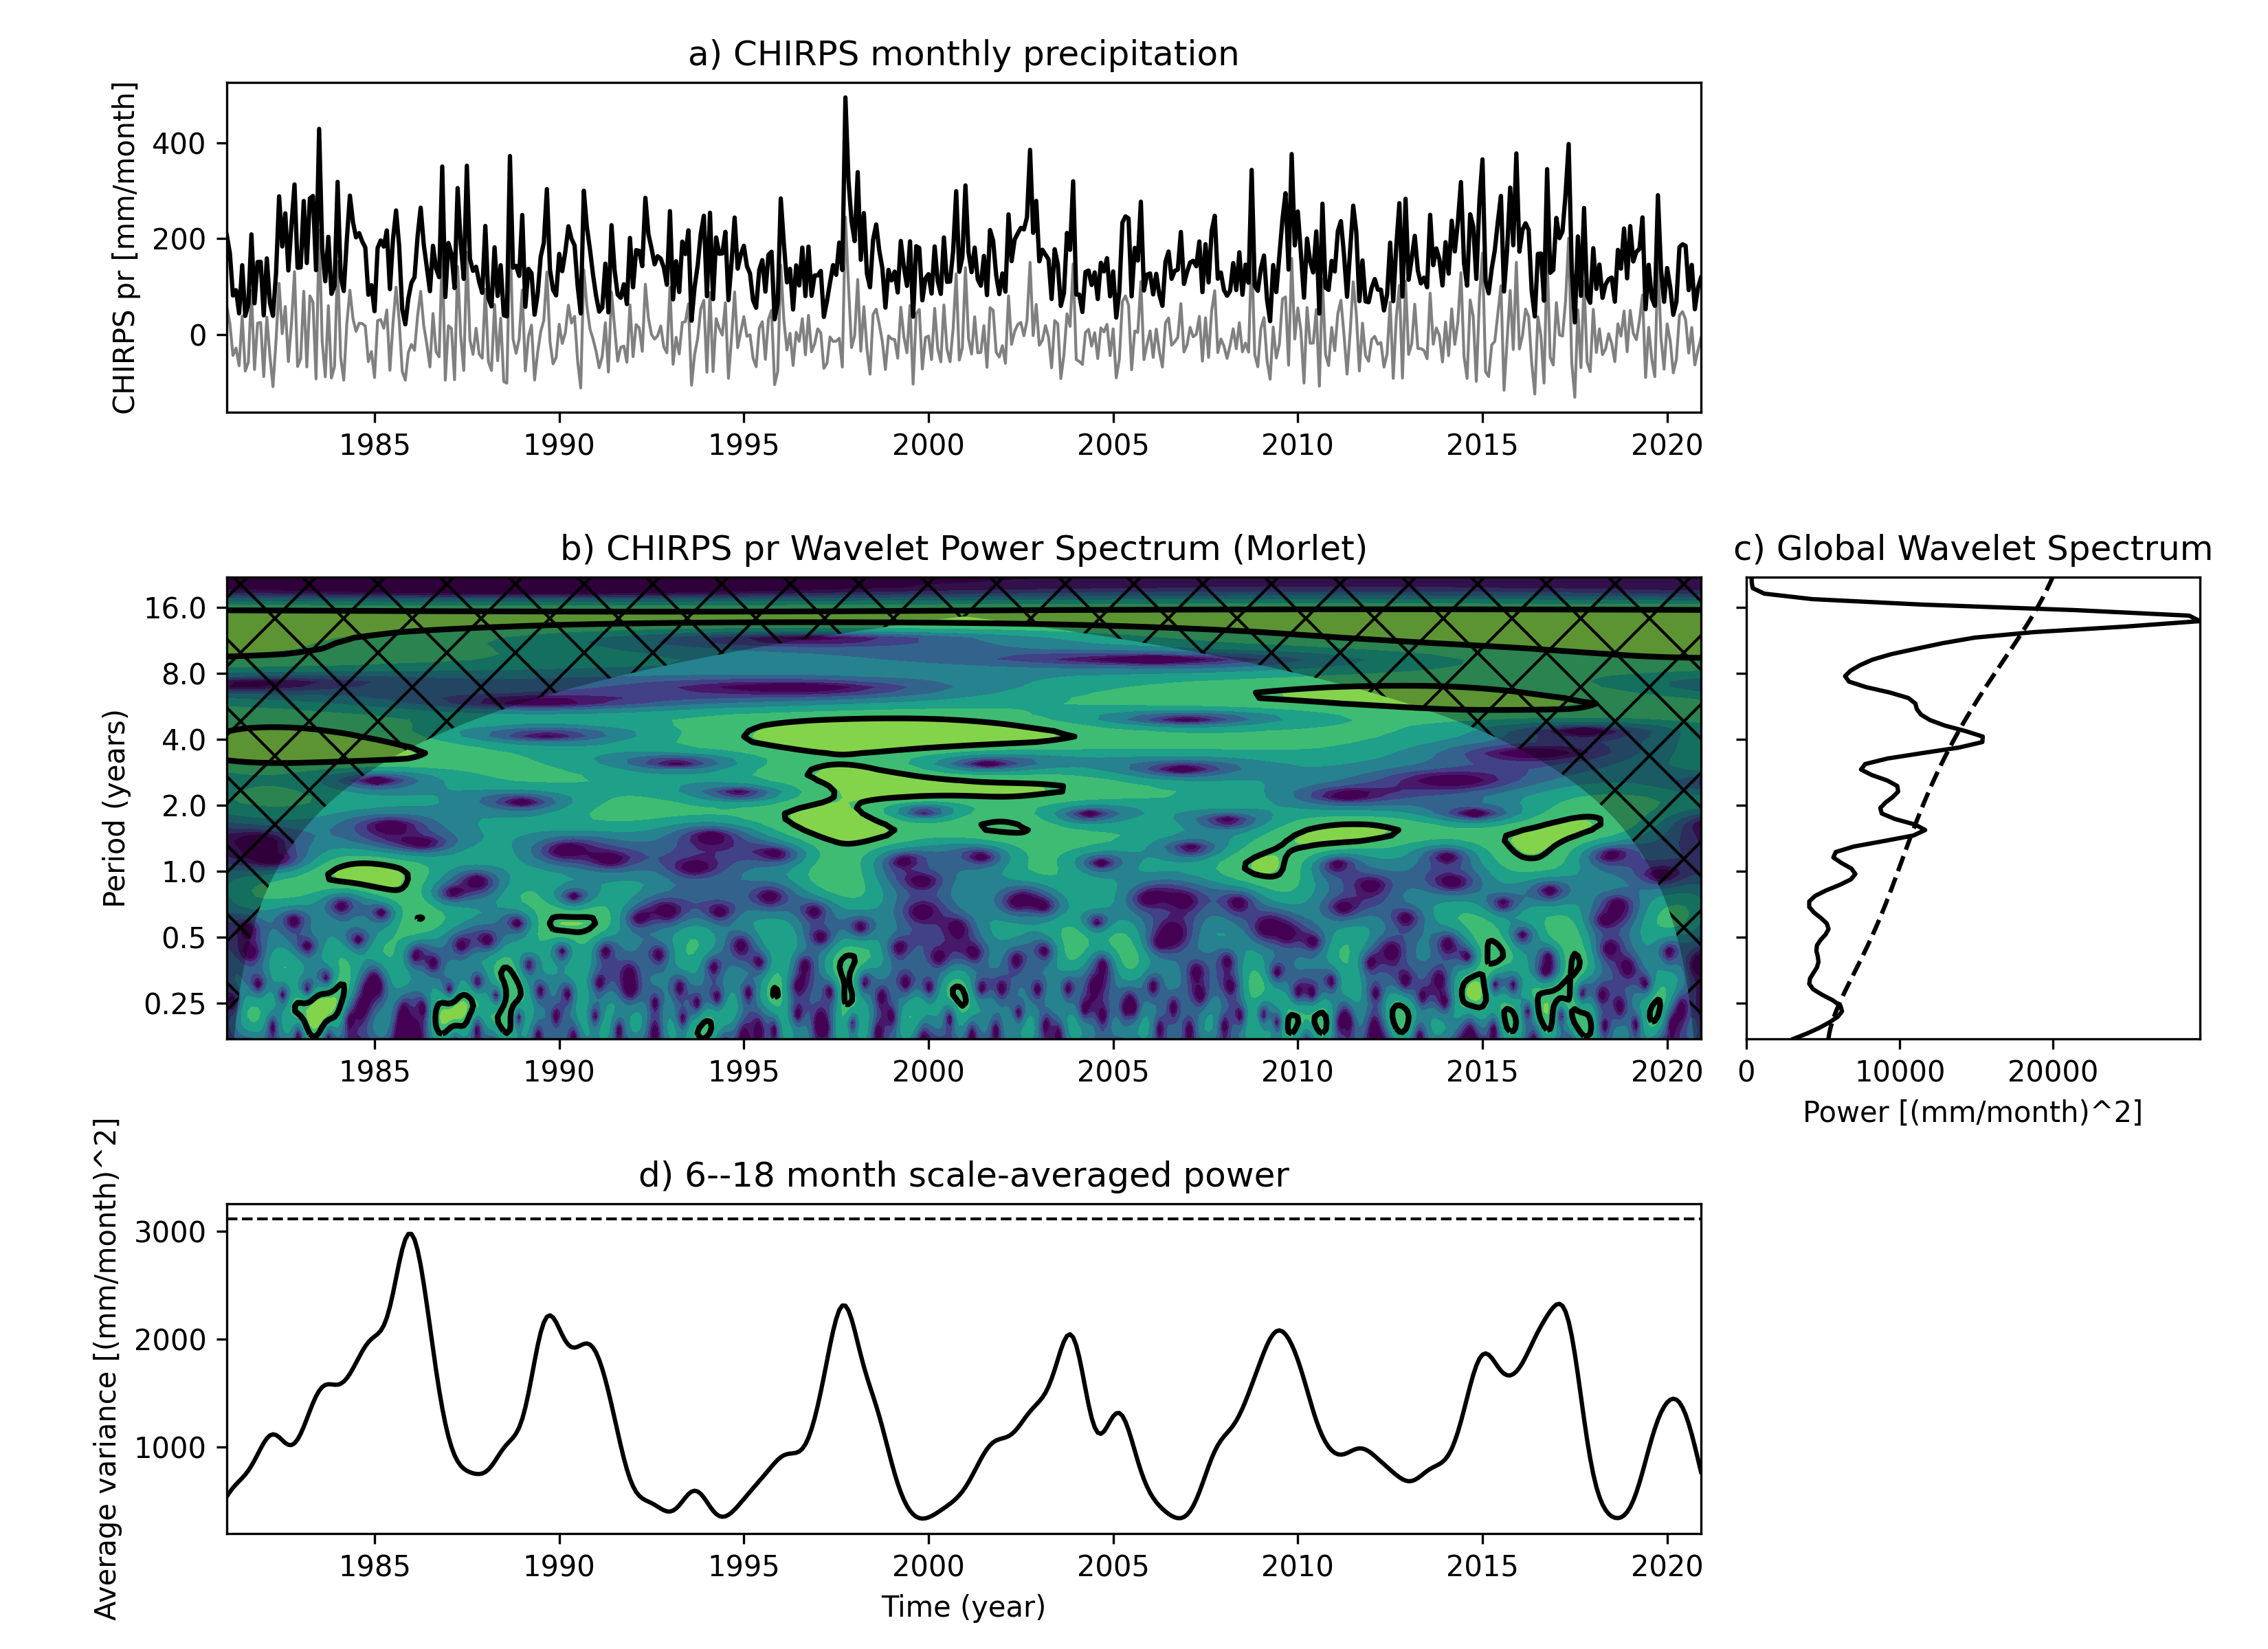 a) CHIRPS monthly precipitation
CHIRPS pr [mm/month]
400
200
0
1985 1990 1995 2000 2005 2010 2015 2020
b) CHIRPS pr Wavelet Power Spectrum (Morlet)
Period (years)
16.0
8.0
4.0
2.0
1.0
0.5
0.25
1985 1990 1995 2000 2005 2010 2015 2020
c) Global Wavelet Spectrum
0 10000 20000
Power [(mm/month)^2]
d) 6--18 month scale-averaged power
Average variance [(mm/month)^2]
3000
2000
1000
1985 1990 1995 2000 2005 2010 2015 2020
Time (year)